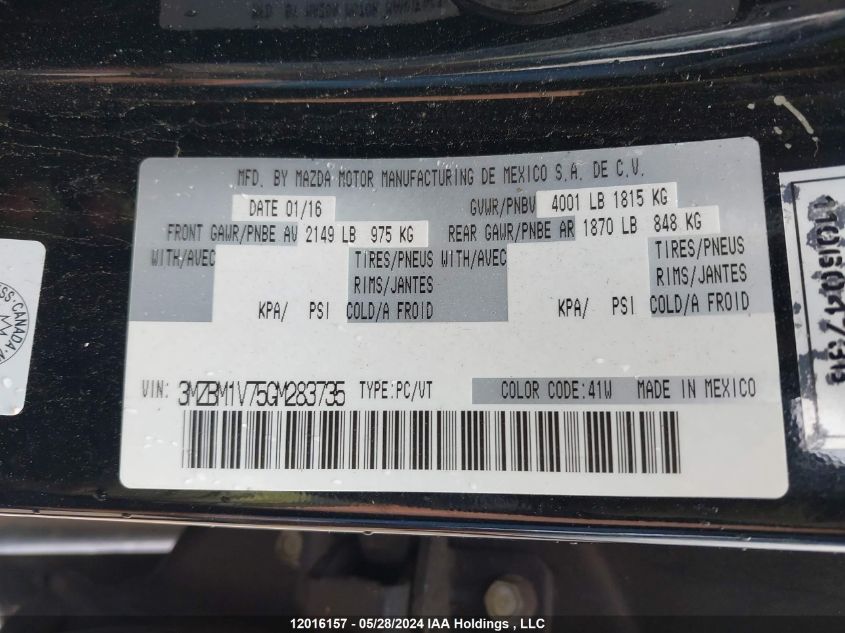 MFD. BY MAZDA MOTOR MANUFACTURING DE MEXICO S.A. DE C.V.
DATE 01/16 GVWR/PNBV 4001 LB 1815 KG
FRONT GAWR/PNBE AV 2149 LB 975 KG REAR GAWR/PNBE AR 1870 LB 848 KG
WITH/AVEC TIRES/PNEUS WITH/AVEC TIRES/PNEUS
RIMS/JANTES RIMS/JANTES
KPA/ PSI COLD/A FROID KPA/ PSI COLD/A FROID
VIN: 3MZBM1V75GM283735 TYPE:PC/VT COLOR CODE:41W MADE IN MEXICO
CANADA
12016157 - 05/28/2024 IAA Holdings , LLC